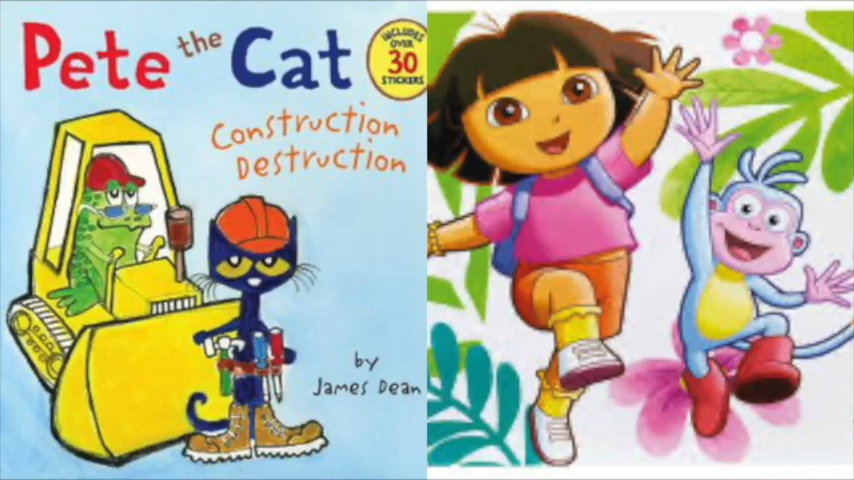 Pete the Cat
INCLUDES
OVER
30
STICKERS
Construction
Destruction
by
James Dean